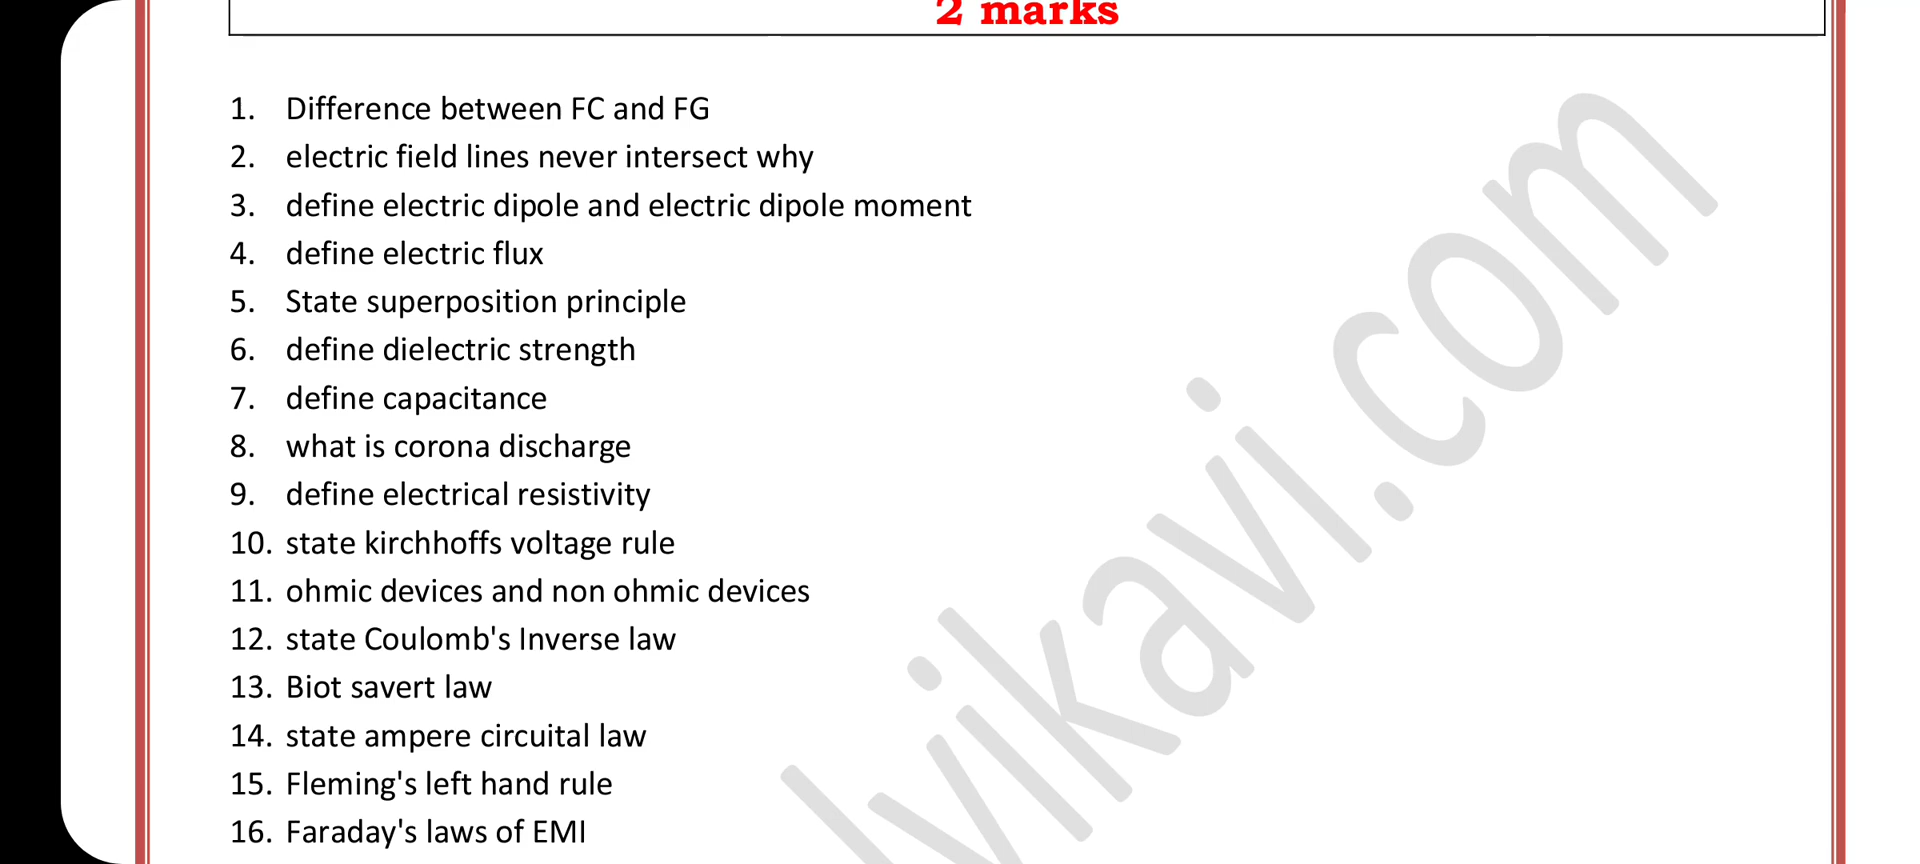 2 marks
1. Difference between FC and FG
2. electric field lines never intersect why
3. define electric dipole and electric dipole moment
4. define electric flux
5. State superposition principle
6. define dielectric strength
7. define capacitance
8. what is corona discharge
9. define electrical resistivity
10. state kirchhoffs voltage rule
11. ohmic devices and non ohmic devices
12. state Coulomb's Inverse law
13. Biot savert law
14. state ampere circuital law
15. Fleming's left hand rule
16. Faraday's laws of EMI
lvikavi.com